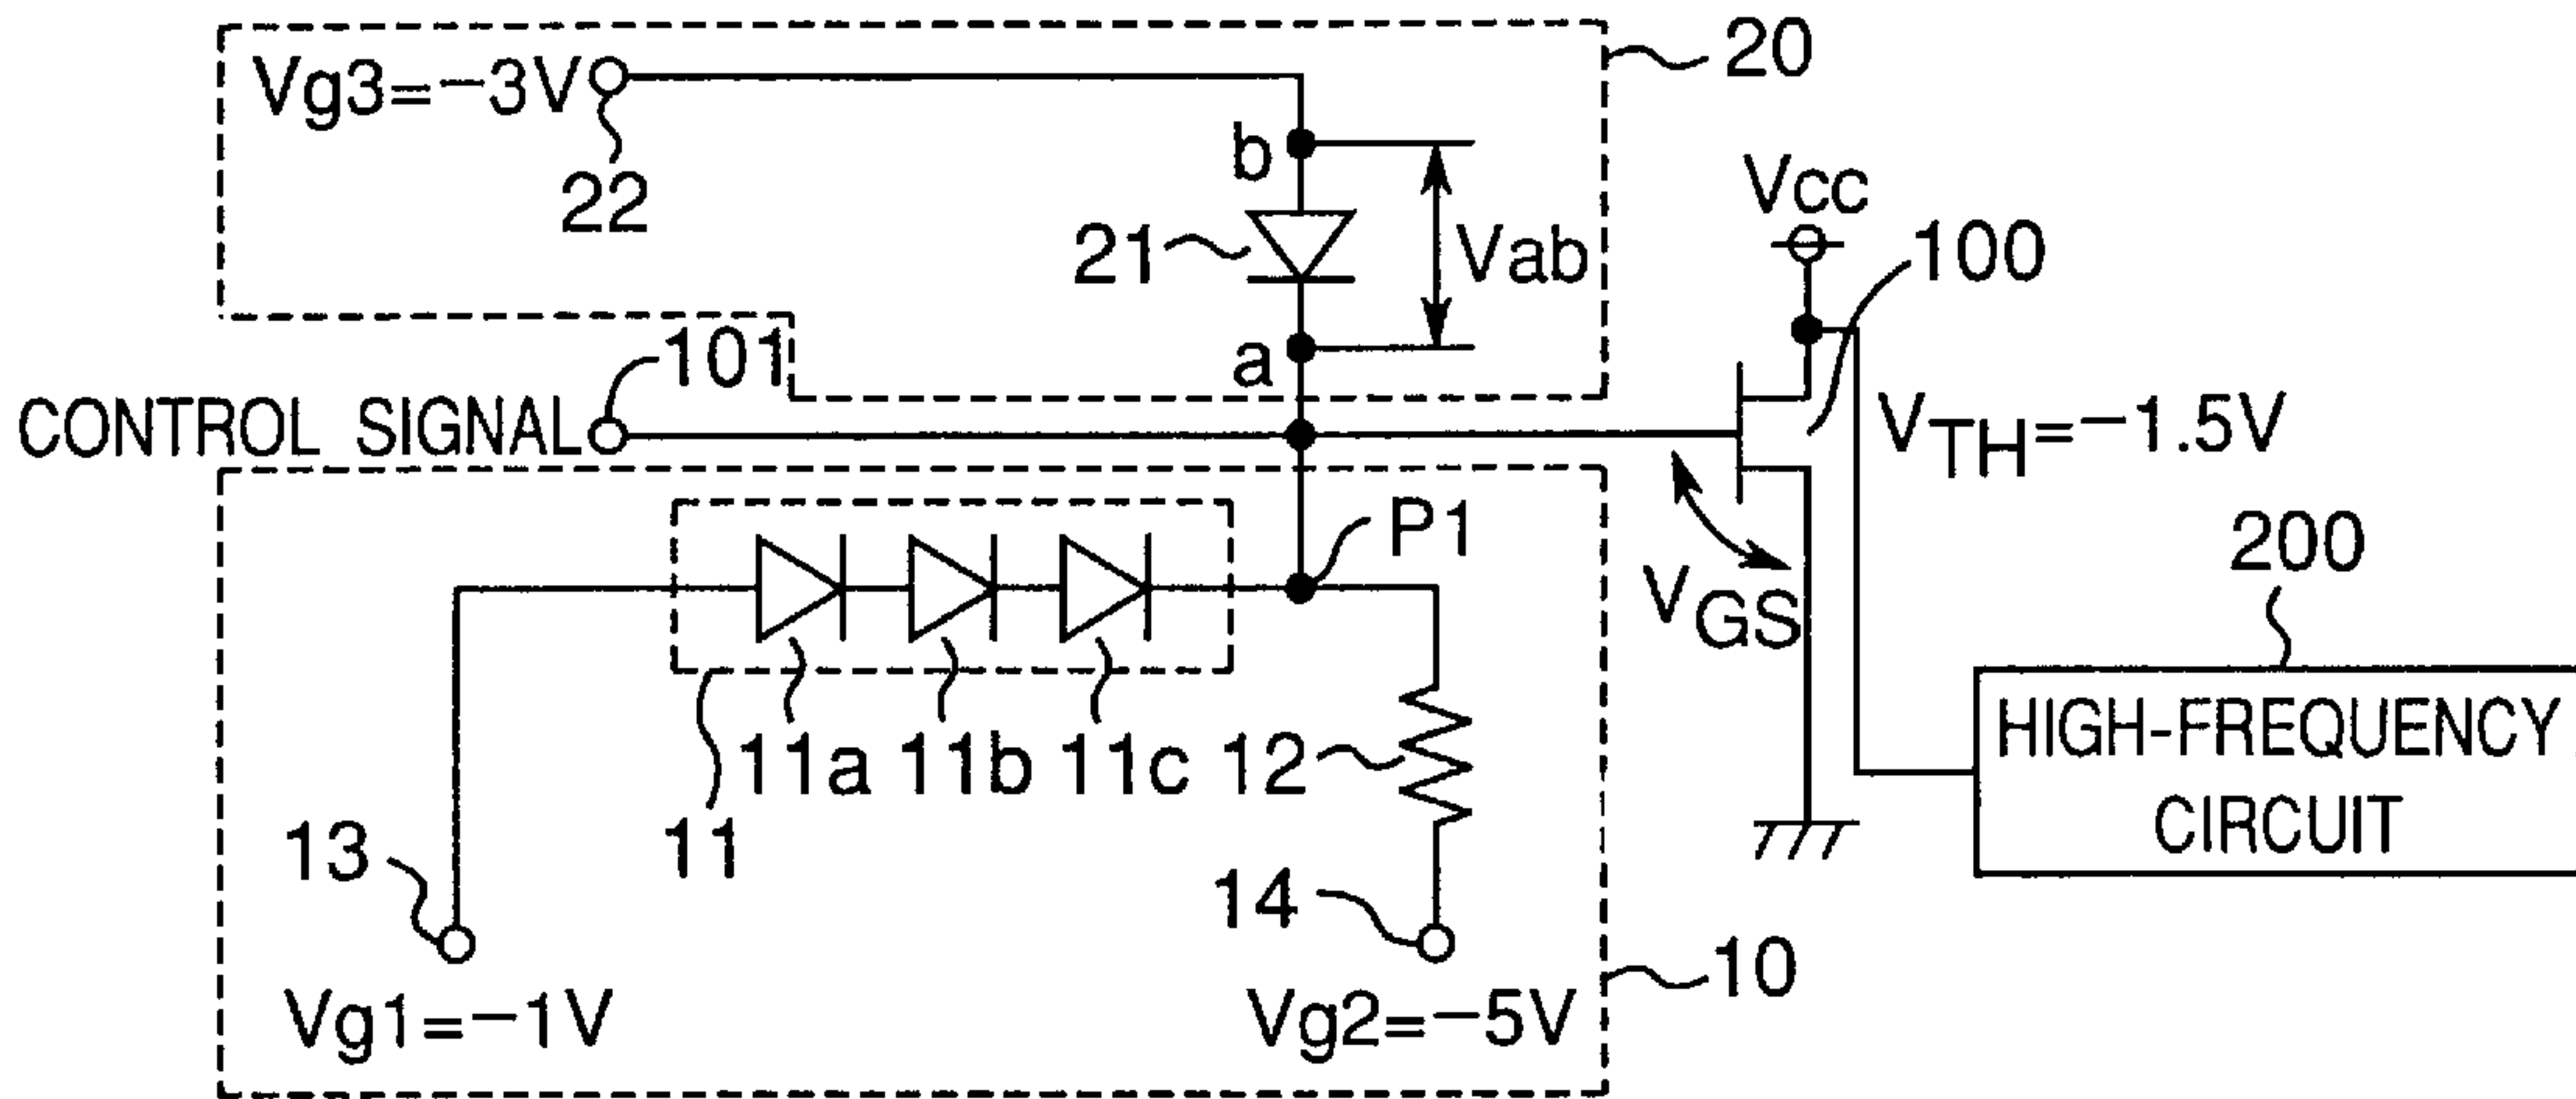 20
Vg3=−3V
22
b
21
Vab
Vcc
100
a
101
CONTROL SIGNAL
VTH=−1.5V
P1
VGS
200
HIGH-FREQUENCY
CIRCUIT
11a 11b 11c 12
11
13
14
10
Vg1=−1V
Vg2=−5V